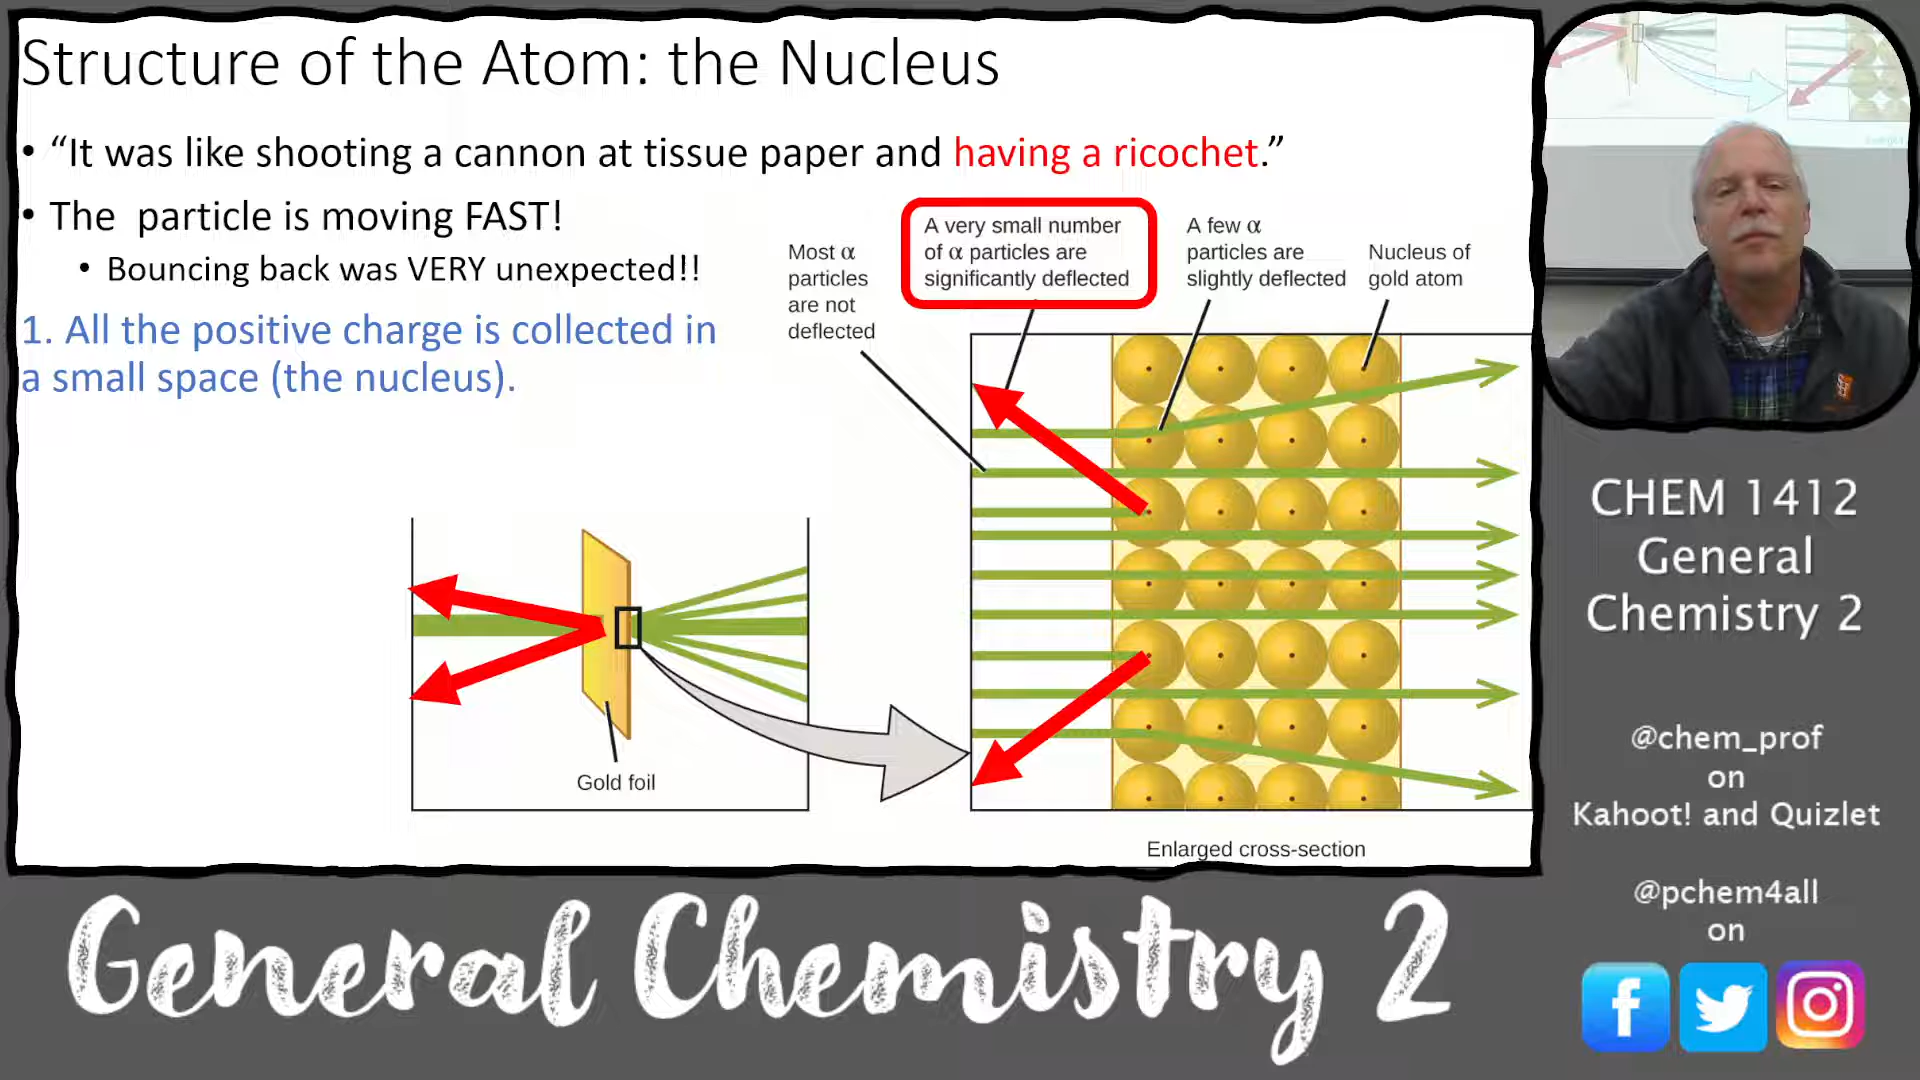 Structure of the Atom: the Nucleus
• “It was like shooting a cannon at tissue paper and having a ricochet.”
• The  particle is moving FAST!
• Bouncing back was VERY unexpected!!
1. All the positive charge is collected in
a small space (the nucleus).
Most α
particles
are not
deflected
A very small number
of α particles are
significantly deflected
A few α
particles are
slightly deflected
Nucleus of
gold atom
Gold foil
Enlarged cross-section
CHEM 1412
General
Chemistry 2
@chem_prof
on
Kahoot! and Quizlet
@pchem4all
on
General Chemistry 2